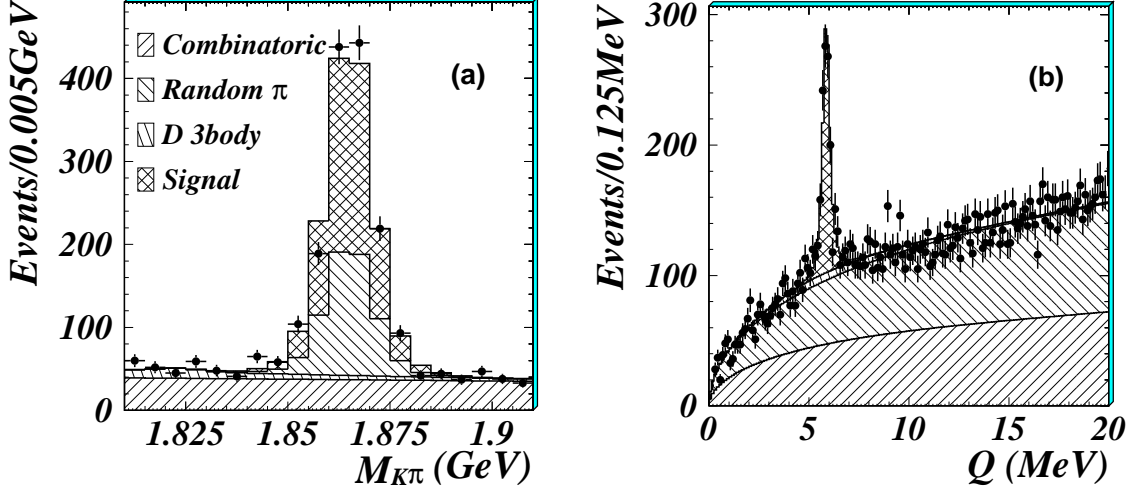 Events/0.005GeV
400
300
200
100
0
Combinatoric
Random π
D 3body
Signal
(a)
1.825 1.85 1.875 1.9
M_Kπ (GeV)
Events/0.125MeV
300
200
100
0
(b)
0 5 10 15 20
Q (MeV)